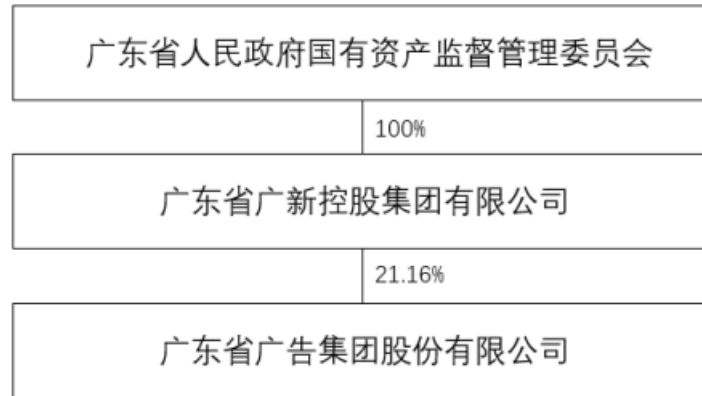 广东省人民政府国有资产监督管理委员会
100%
广东省广新控股集团有限公司
21.16%
广东省广告集团股份有限公司